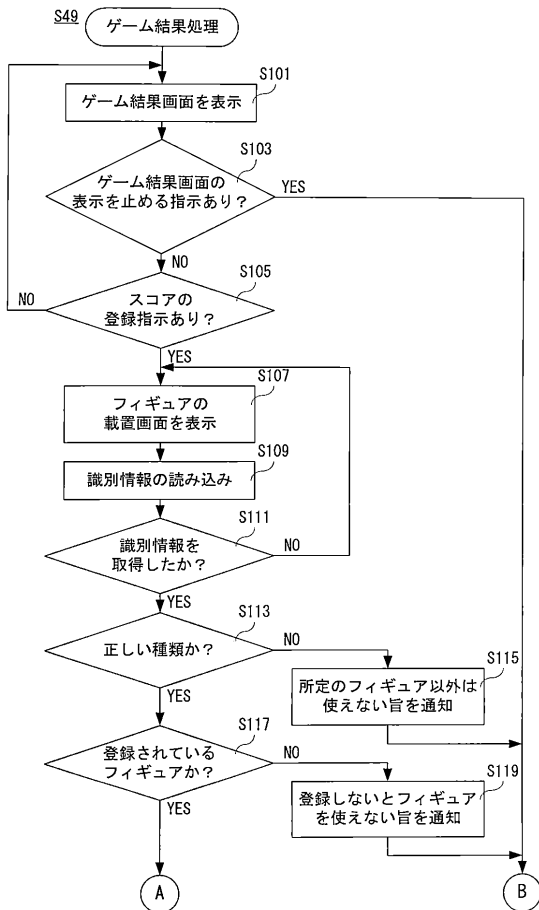 S49
ゲーム結果処理
S101
ゲーム結果画面を表示
S103
ゲーム結果画面の
表示を止める指示あり？
YES
NO
S105
スコアの
登録指示あり？
NO
YES
S107
フィギュアの
載置画面を表示
S109
識別情報の読み込み
S111
識別情報を
取得したか？
NO
YES
S113
正しい種類か？
NO
YES
S115
所定のフィギュア以外は
使えない旨を通知
S117
登録されている
フィギュアか？
NO
YES
S119
登録しないとフィギュア
を使えない旨を通知
A
B